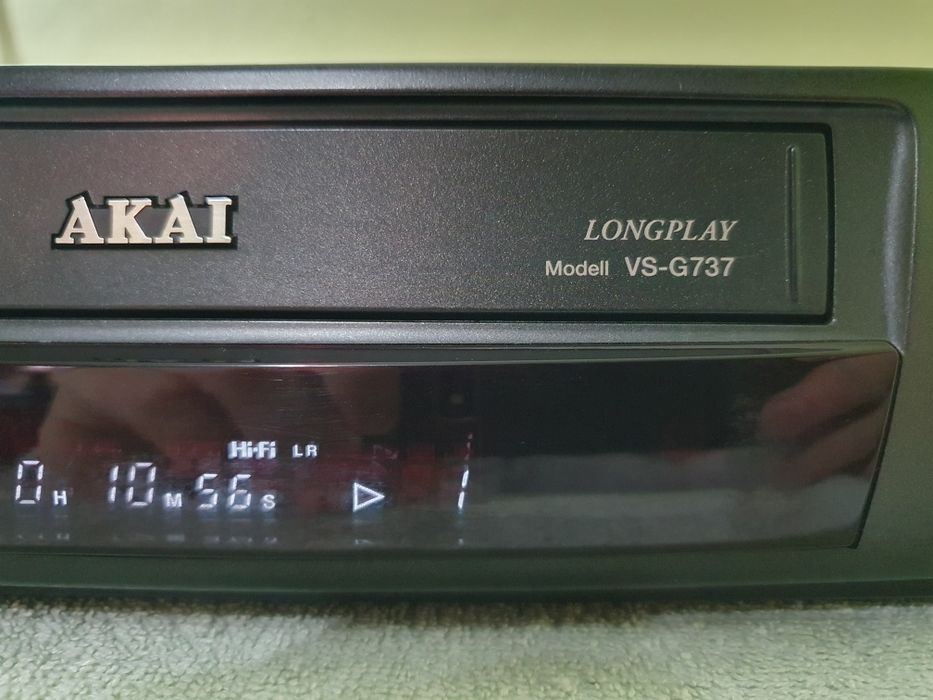 AKAI
LONGPLAY
Modell VS-G737
Hi-Fi LR
0H 10M 56S 1